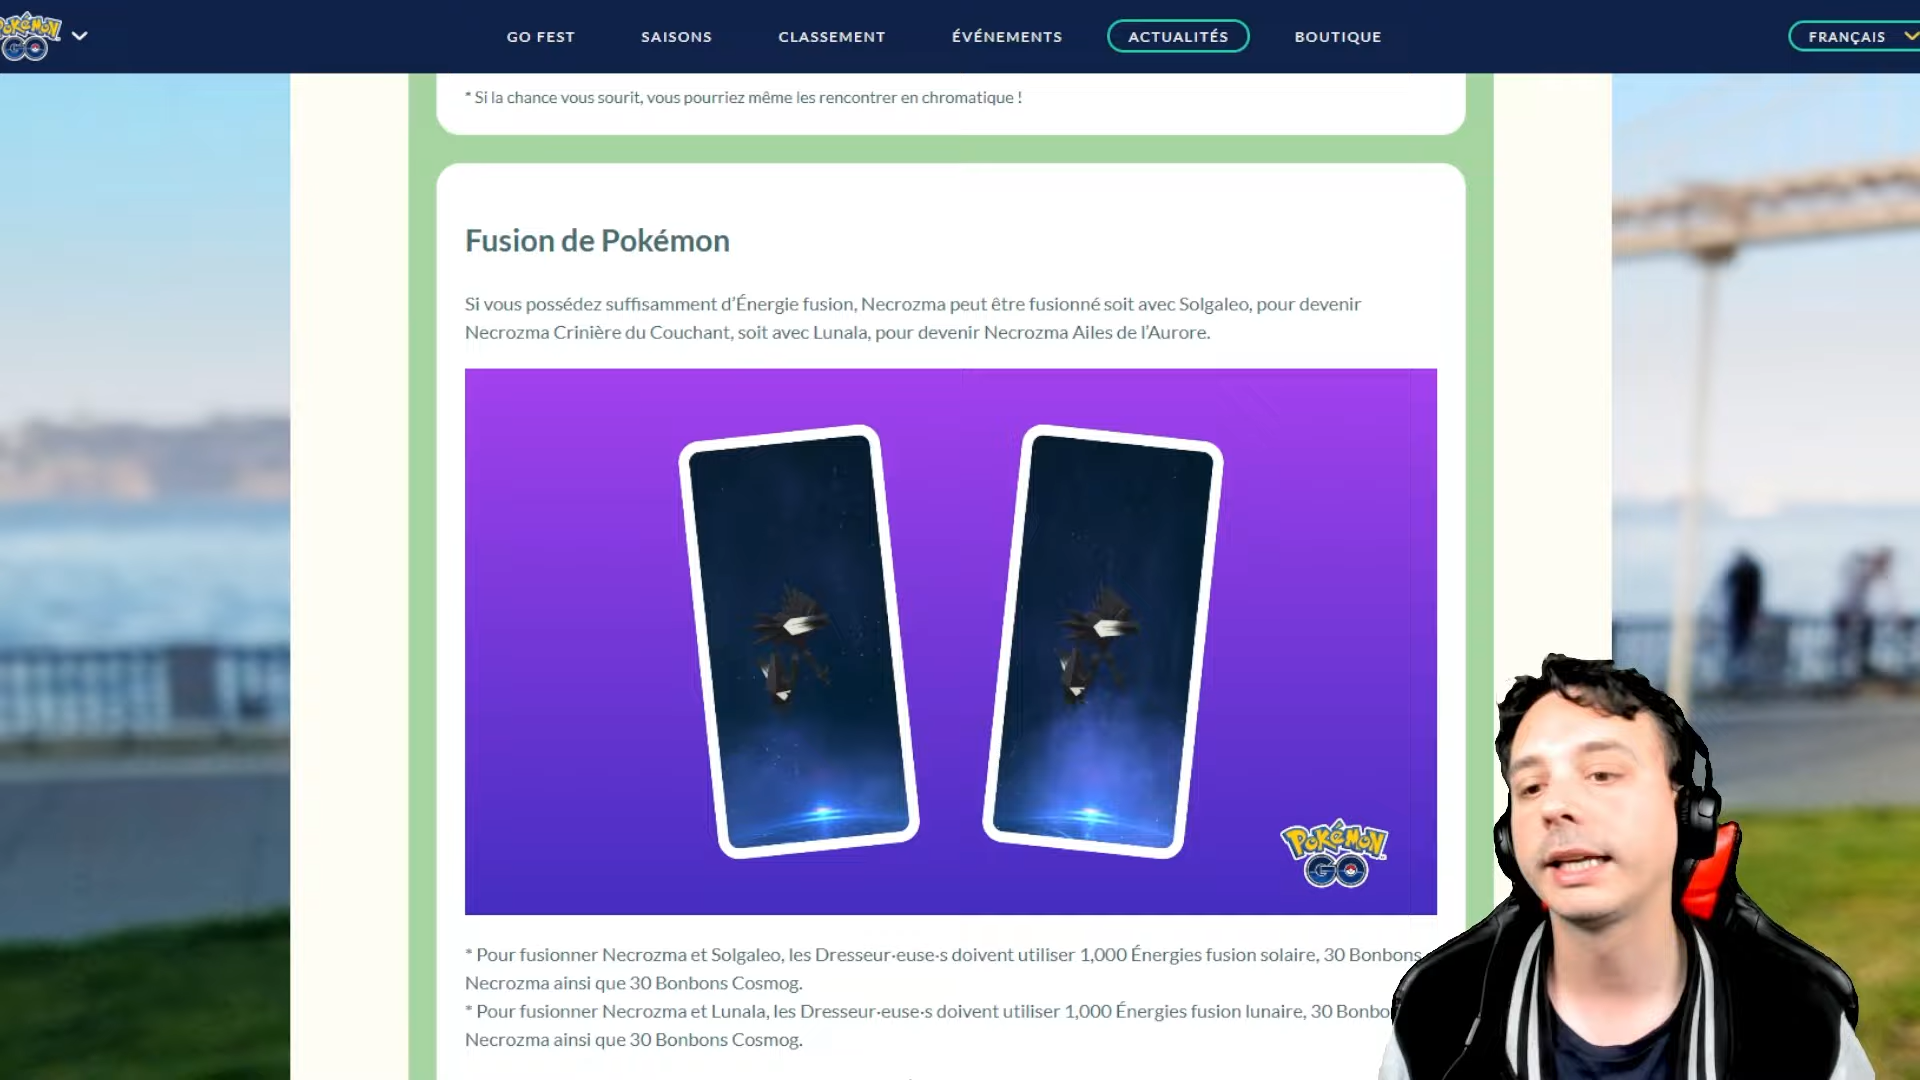 POKÉMON
GO
GO FEST
SAISONS
CLASSEMENT
ÉVÉNEMENTS
ACTUALITÉS
BOUTIQUE
FRANÇAIS
* Si la chance vous sourit, vous pourriez même les rencontrer en chromatique !
Fusion de Pokémon
Si vous possédez suffisamment d’Énergie fusion, Necrozma peut être fusionné soit avec Solgaleo, pour devenir
Necrozma Crinière du Couchant, soit avec Lunala, pour devenir Necrozma Ailes de l’Aurore.
POKÉMON
GO
* Pour fusionner Necrozma et Solgaleo, les Dresseur·euse·s doivent utiliser 1,000 Énergies fusion solaire, 30 Bonbons
Necrozma ainsi que 30 Bonbons Cosmog.
* Pour fusionner Necrozma et Lunala, les Dresseur·euse·s doivent utiliser 1,000 Énergies fusion lunaire, 30 Bonbo
Necrozma ainsi que 30 Bonbons Cosmog.